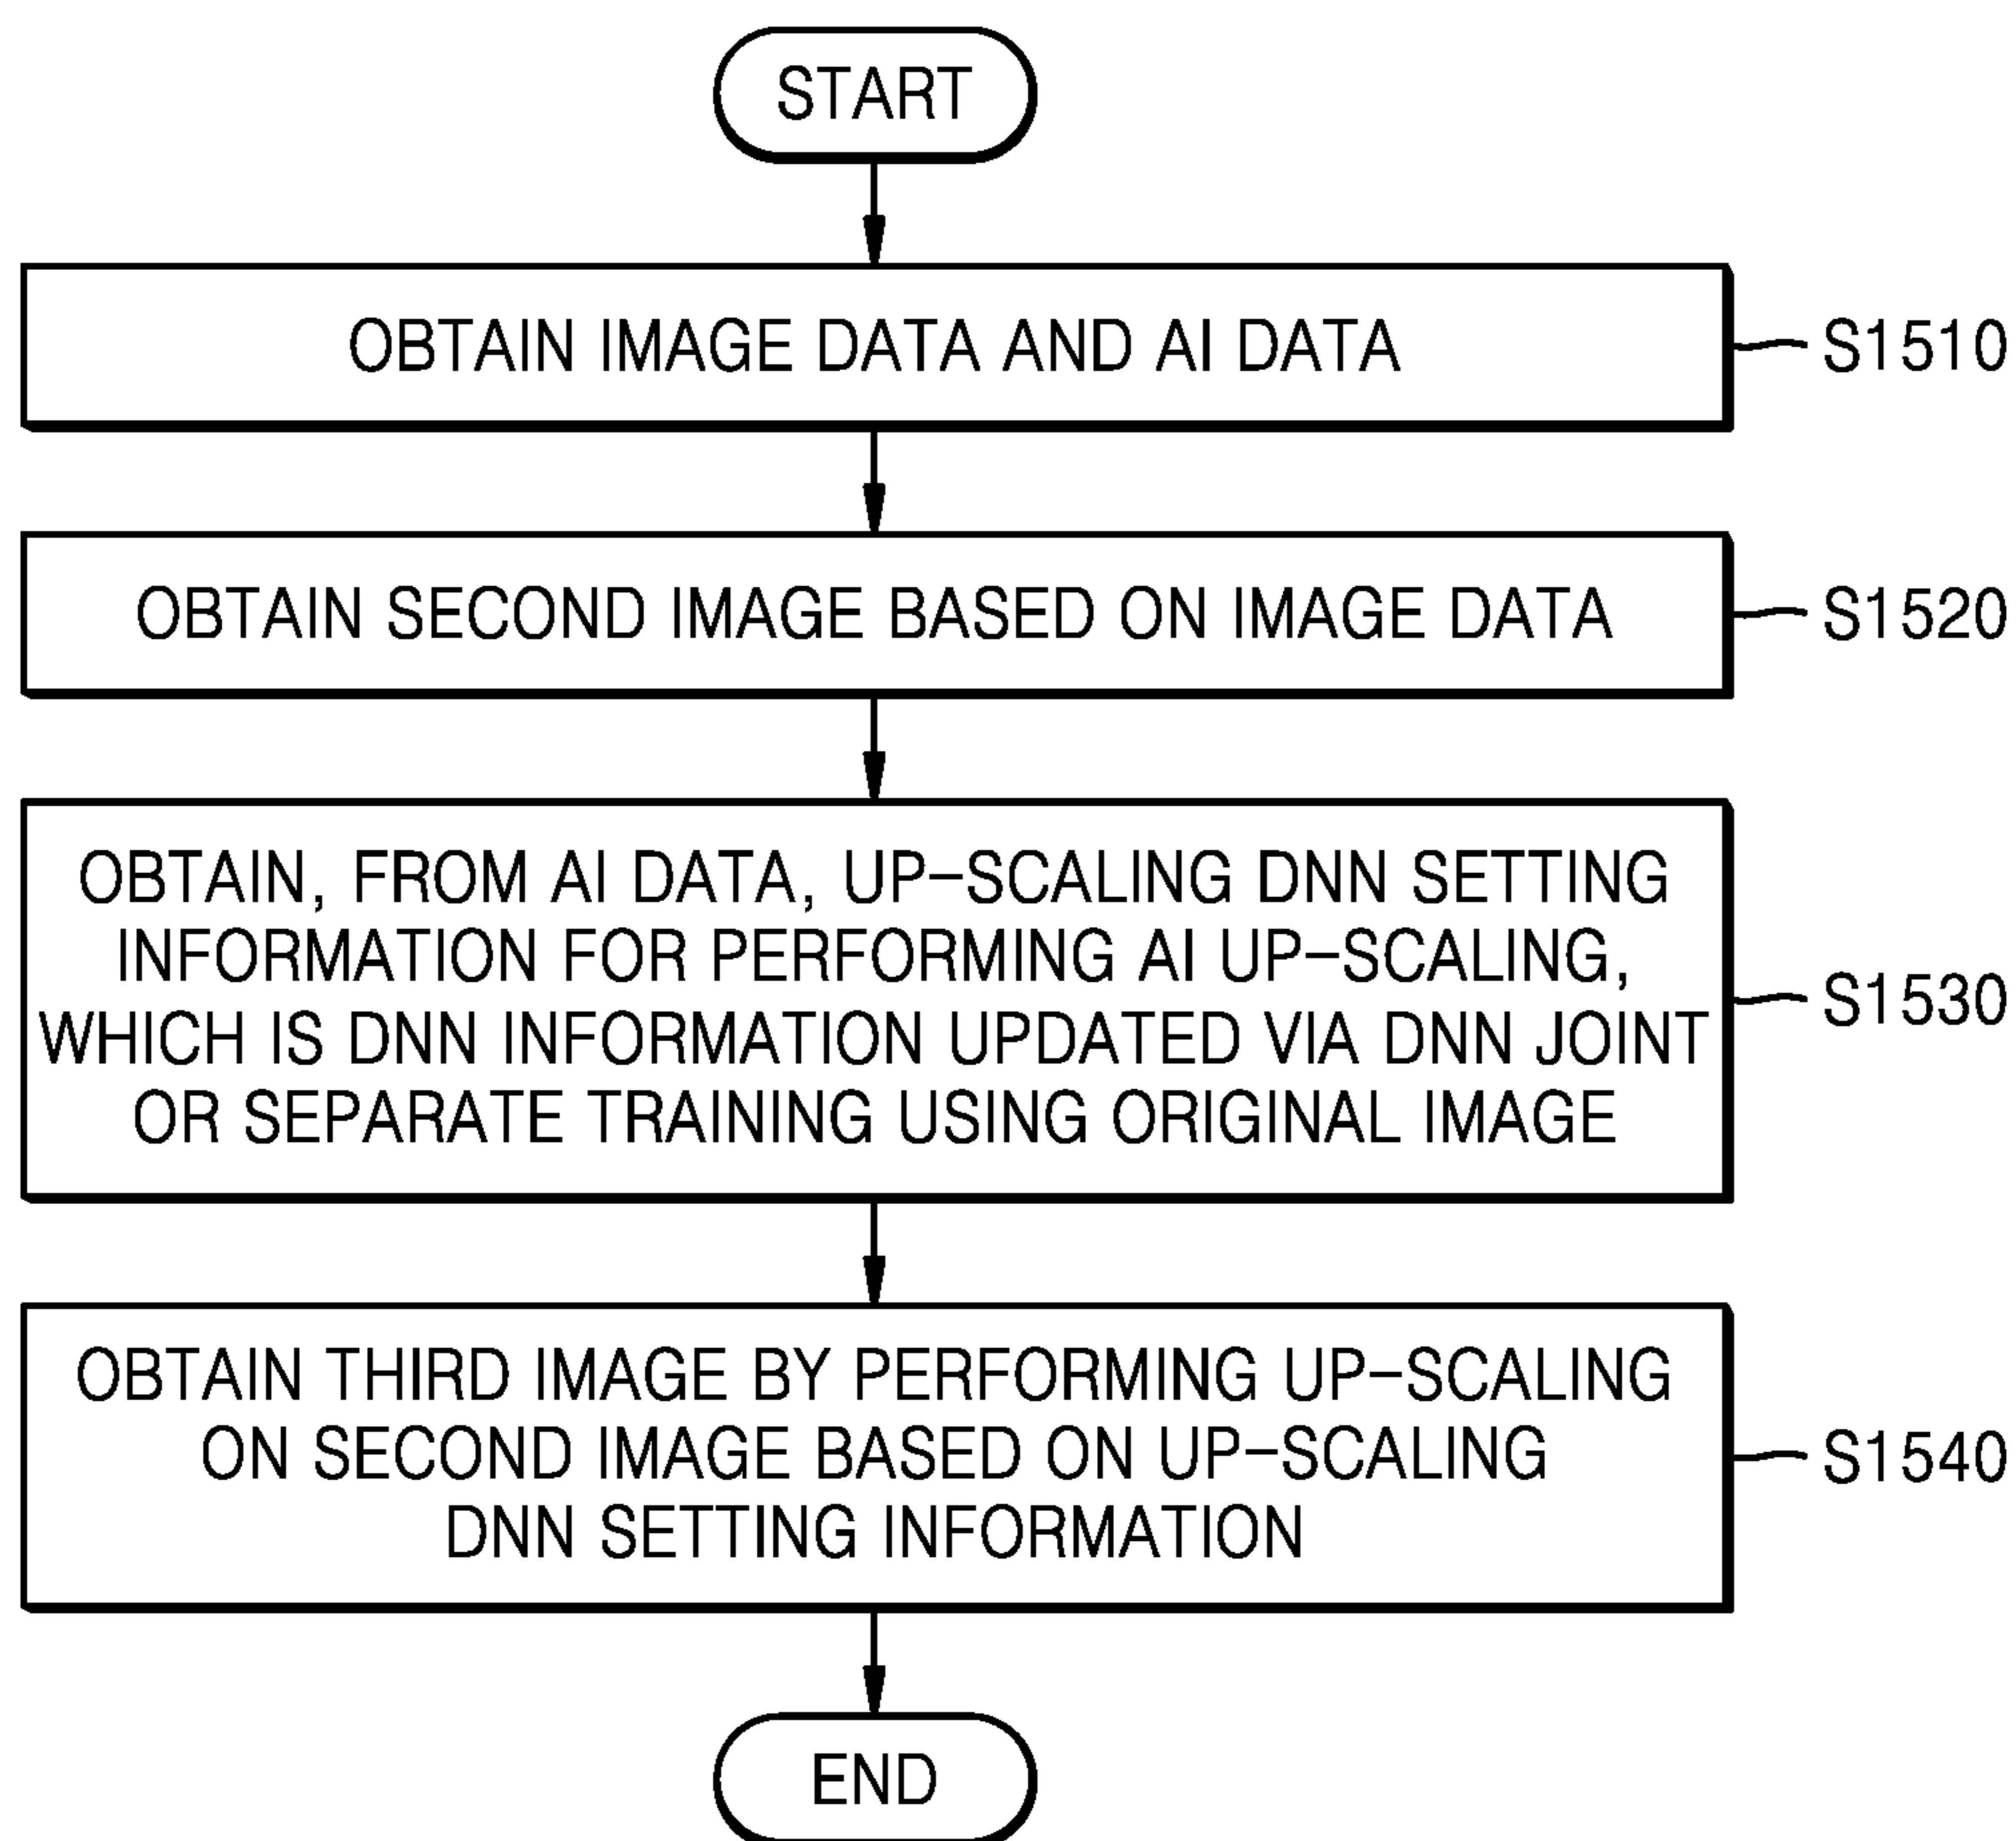 START
OBTAIN IMAGE DATA AND AI DATA
S1510
OBTAIN SECOND IMAGE BASED ON IMAGE DATA
S1520
OBTAIN, FROM AI DATA, UP-SCALING DNN SETTING
INFORMATION FOR PERFORMING AI UP-SCALING,
WHICH IS DNN INFORMATION UPDATED VIA DNN JOINT
OR SEPARATE TRAINING USING ORIGINAL IMAGE
S1530
OBTAIN THIRD IMAGE BY PERFORMING UP-SCALING
ON SECOND IMAGE BASED ON UP-SCALING
DNN SETTING INFORMATION
S1540
END